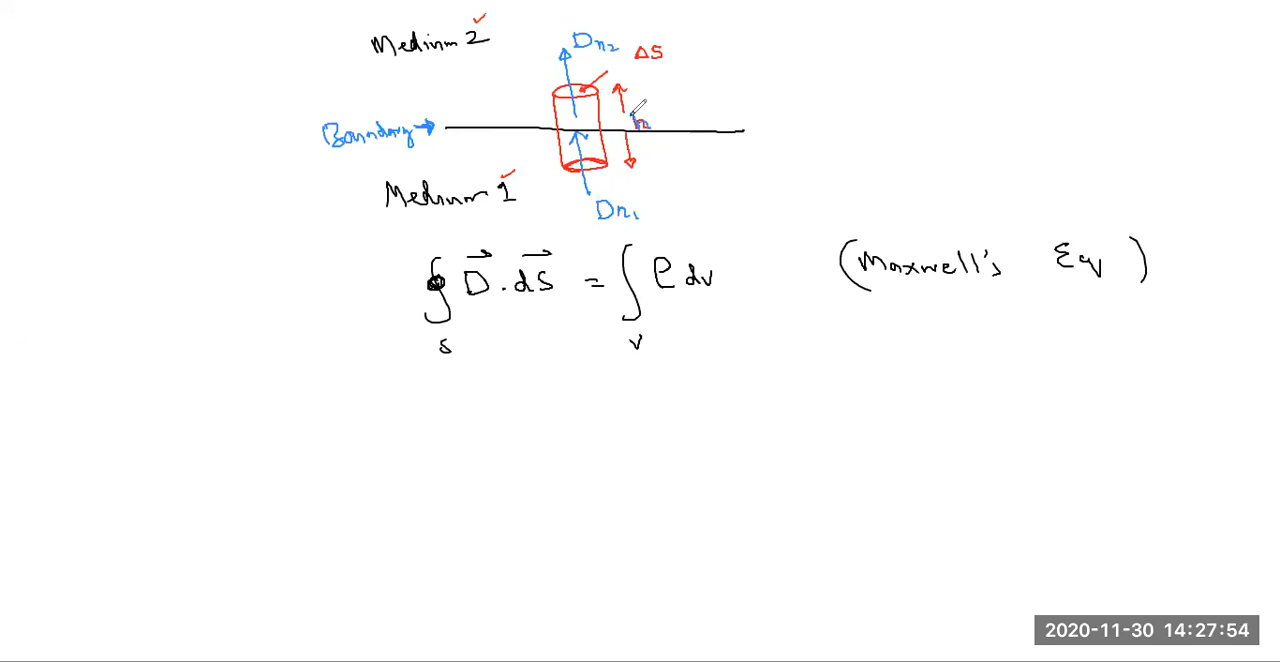 Medium 2
Dn2
ΔS
Boundary
h
Medium 1
Dn1
∮ D⃗ . dS⃗ = ∫ ρ dv (Maxwell's Eq)
S V
2020-11-30 14:27:54